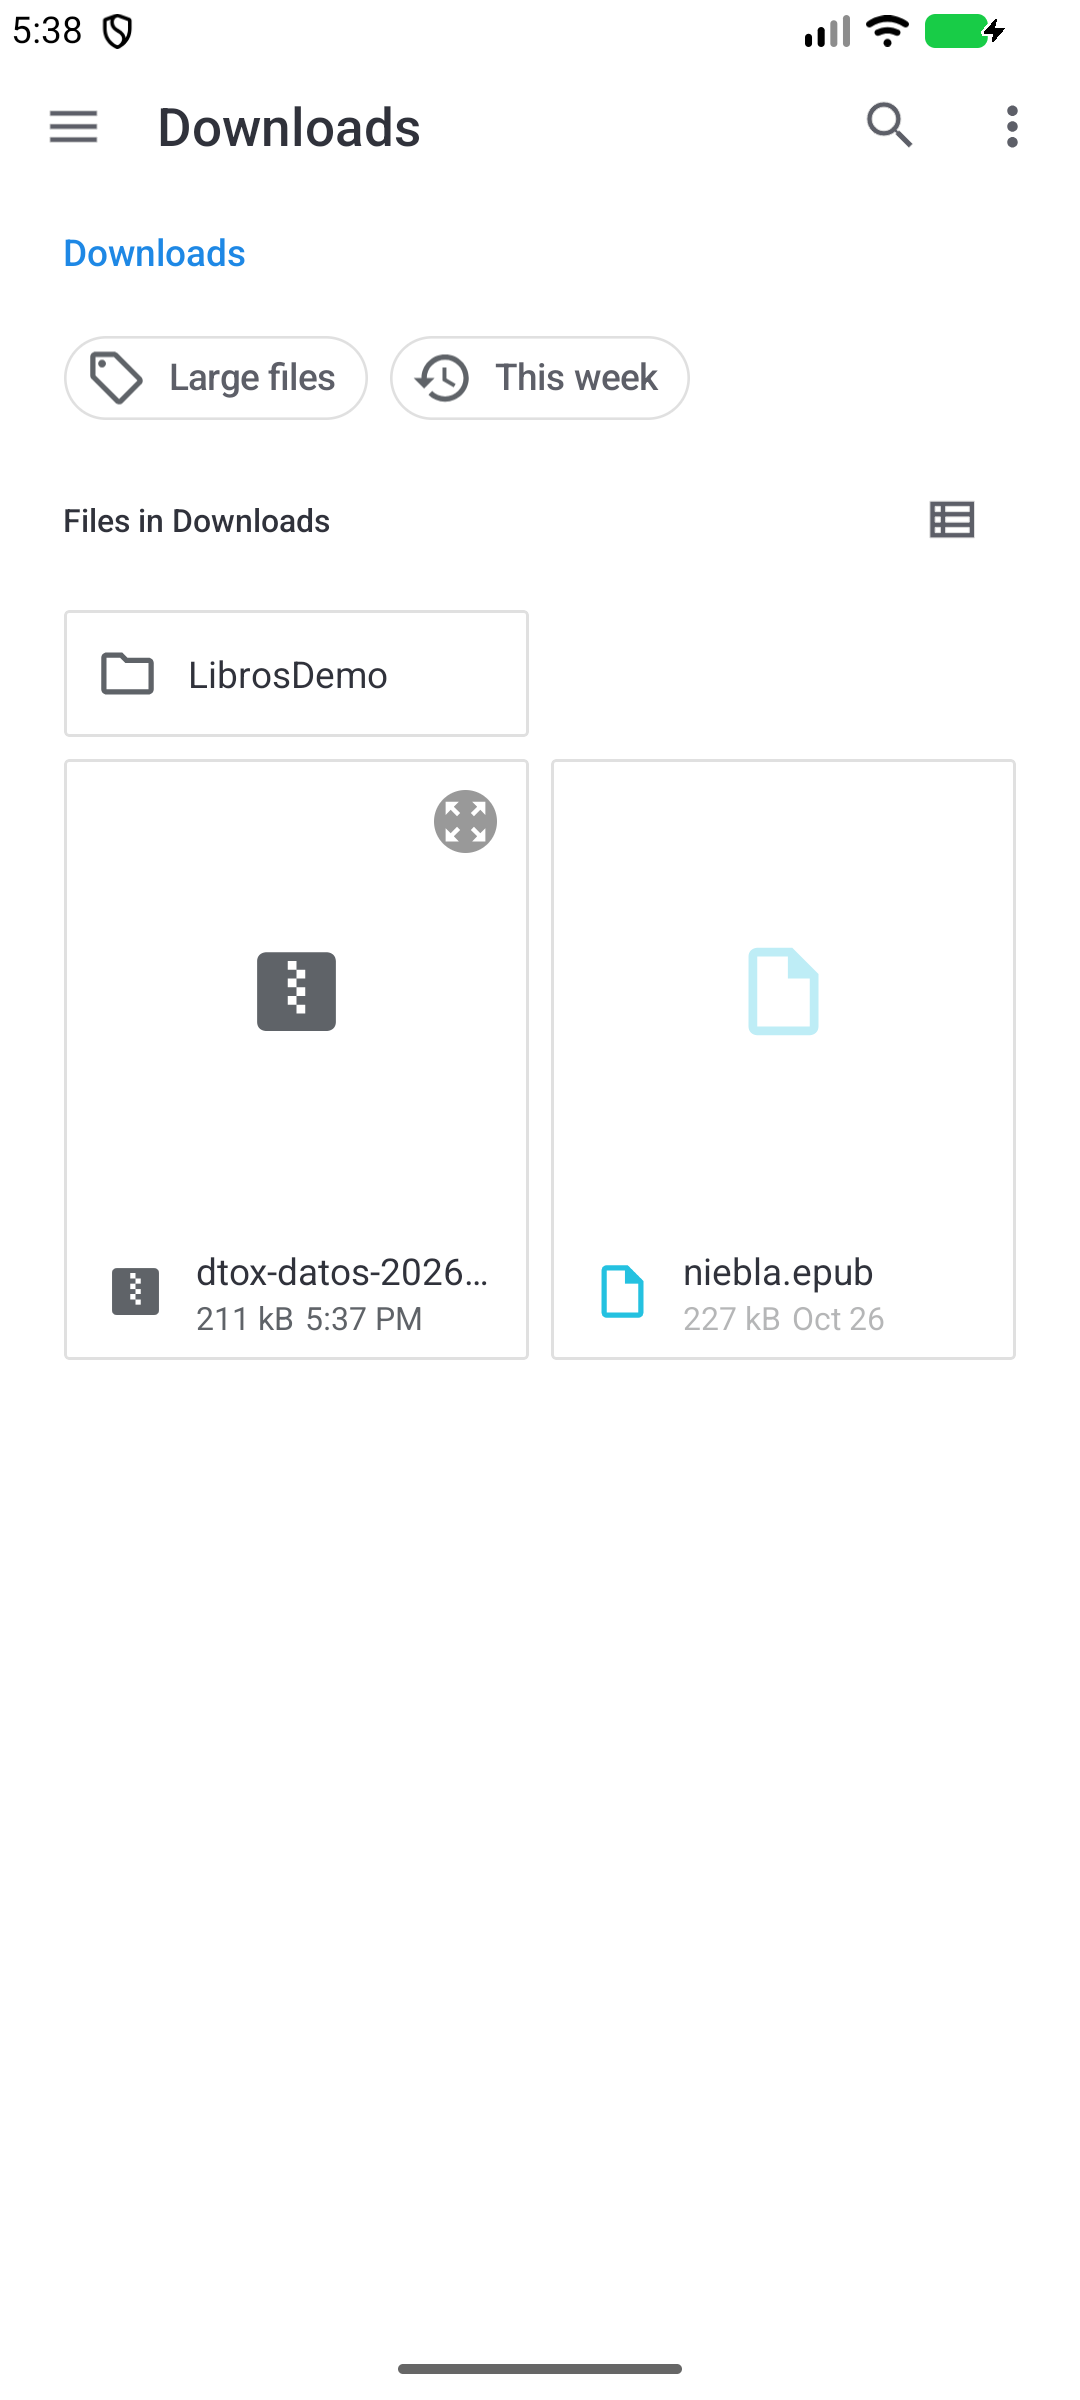 5:38
Downloads
Downloads
Large files
This week
Files in Downloads
LibrosDemo
dtox-datos-2026...
211 kB 5:37 PM
niebla.epub
227 kB Oct 26